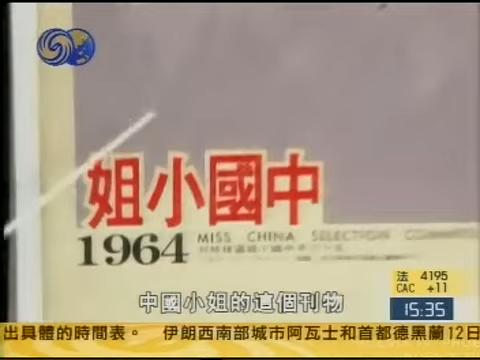 姐小國中
1964 MISS CHINA SELECTION
中國小姐的這個刊物
法 4195
CAC +11
15:35
出具體的時間表。 伊朗西南部城市阿瓦士和首都德黑蘭12日